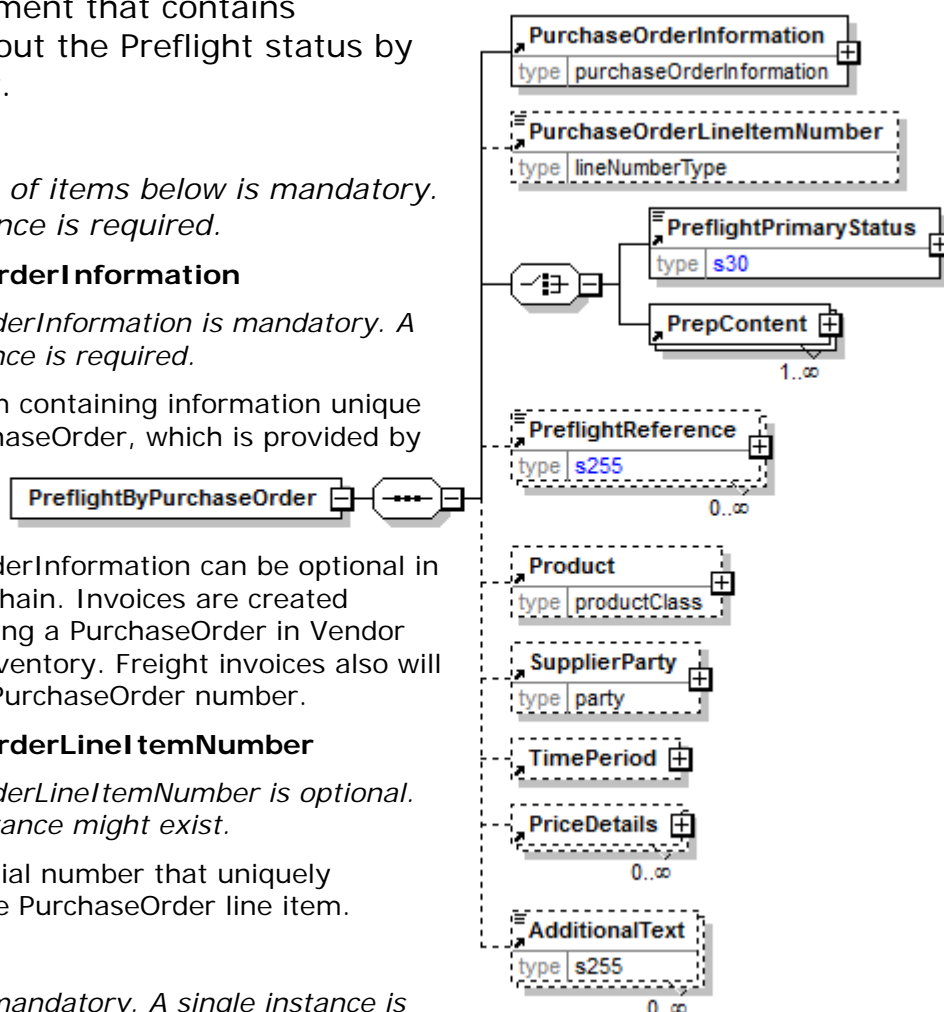 ment that contains
out the Preflight status by
.
of items below is mandatory.
nce is required.
rderInformation
derInformation is mandatory. A
nce is required.
n containing information unique
haseOrder, which is provided by
derInformation can be optional in
hain. Invoices are created
ing a PurchaseOrder in Vendor
ventory. Freight invoices also will
PurchaseOrder number.
rderLineItemNumber
derLineItemNumber is optional.
tance might exist.
ial number that uniquely
e PurchaseOrder line item.
mandatory. A single instance is
PreflightByPurchaseOrder
PurchaseOrderInformation
type purchaseOrderInformation
PurchaseOrderLineItemNumber
type lineNumberType
PreflightPrimaryStatus
type s30
PrepContent
1..∞
PreflightReference
type s255
0..∞
Product
type productClass
SupplierParty
type party
TimePeriod
PriceDetails
0..∞
AdditionalText
type s255
0..∞